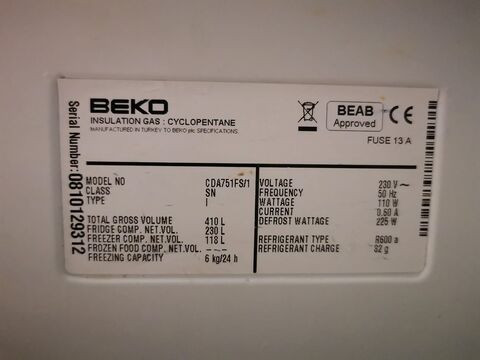 BEKO
INSULATION GAS : CYCLOPENTANE
MANUFACTURED IN TURKEY TO BEKO plc SPECIFICATIONS.
BEAB
Approved
CE
FUSE 13 A
Serial Number: 0810129312
MODEL NO CDA751FS/1
CLASS SN
TYPE I
TOTAL GROSS VOLUME 410 L
FRIDGE COMP. NET.VOL. 230 L
FREEZER COMP. NET.VOL. 118 L
FROZEN FOOD COMP .NET.VOL. ---
FREEZING CAPACITY 6 kg/24 h
VOLTAGE 230 V ~
FREQUENCY 50 Hz
WATTAGE 110 W
CURRENT 0.60 A
DEFROST WATTAGE 225 W
REFRIGERANT TYPE R600 a
REFRIGERANT CHARGE 82 g